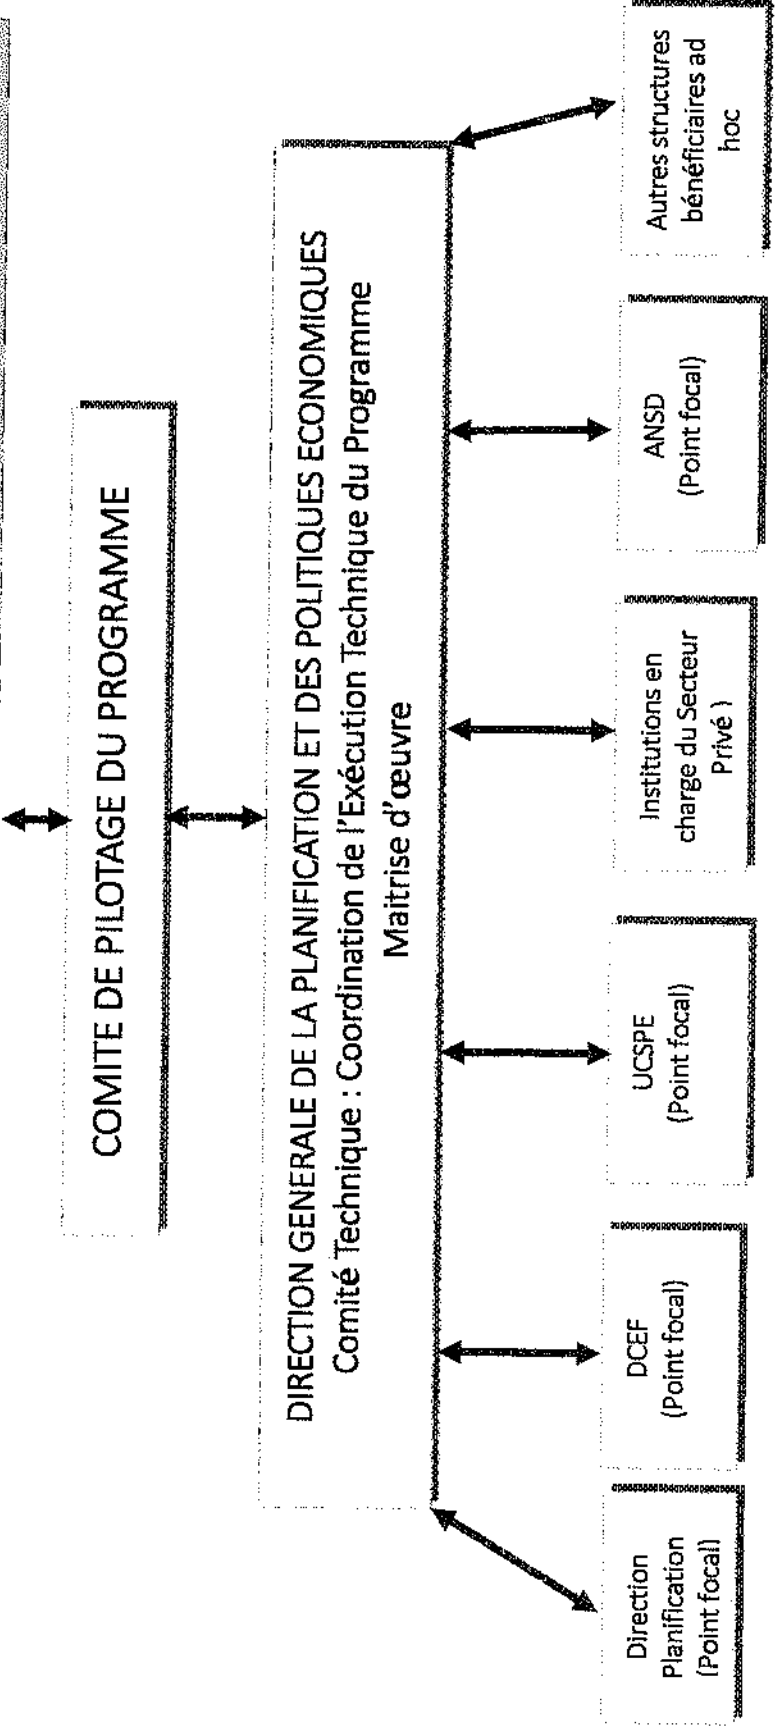 COMITE DE PILOTAGE DU PROGRAMME
DIRECTION GENERALE DE LA PLANIFICATION ET DES POLITIQUES ECONOMIQUES
Comité Technique : Coordination de l'Exécution Technique du Programme
Maitrise d'œuvre
Direction
Planification
(Point focal)
DCEF
(Point focal)
UCSPE
(Point focal)
Institutions en
charge du Secteur
Privé )
ANSD
(Point focal)
Autres structures
bénéficiaires ad
hoc